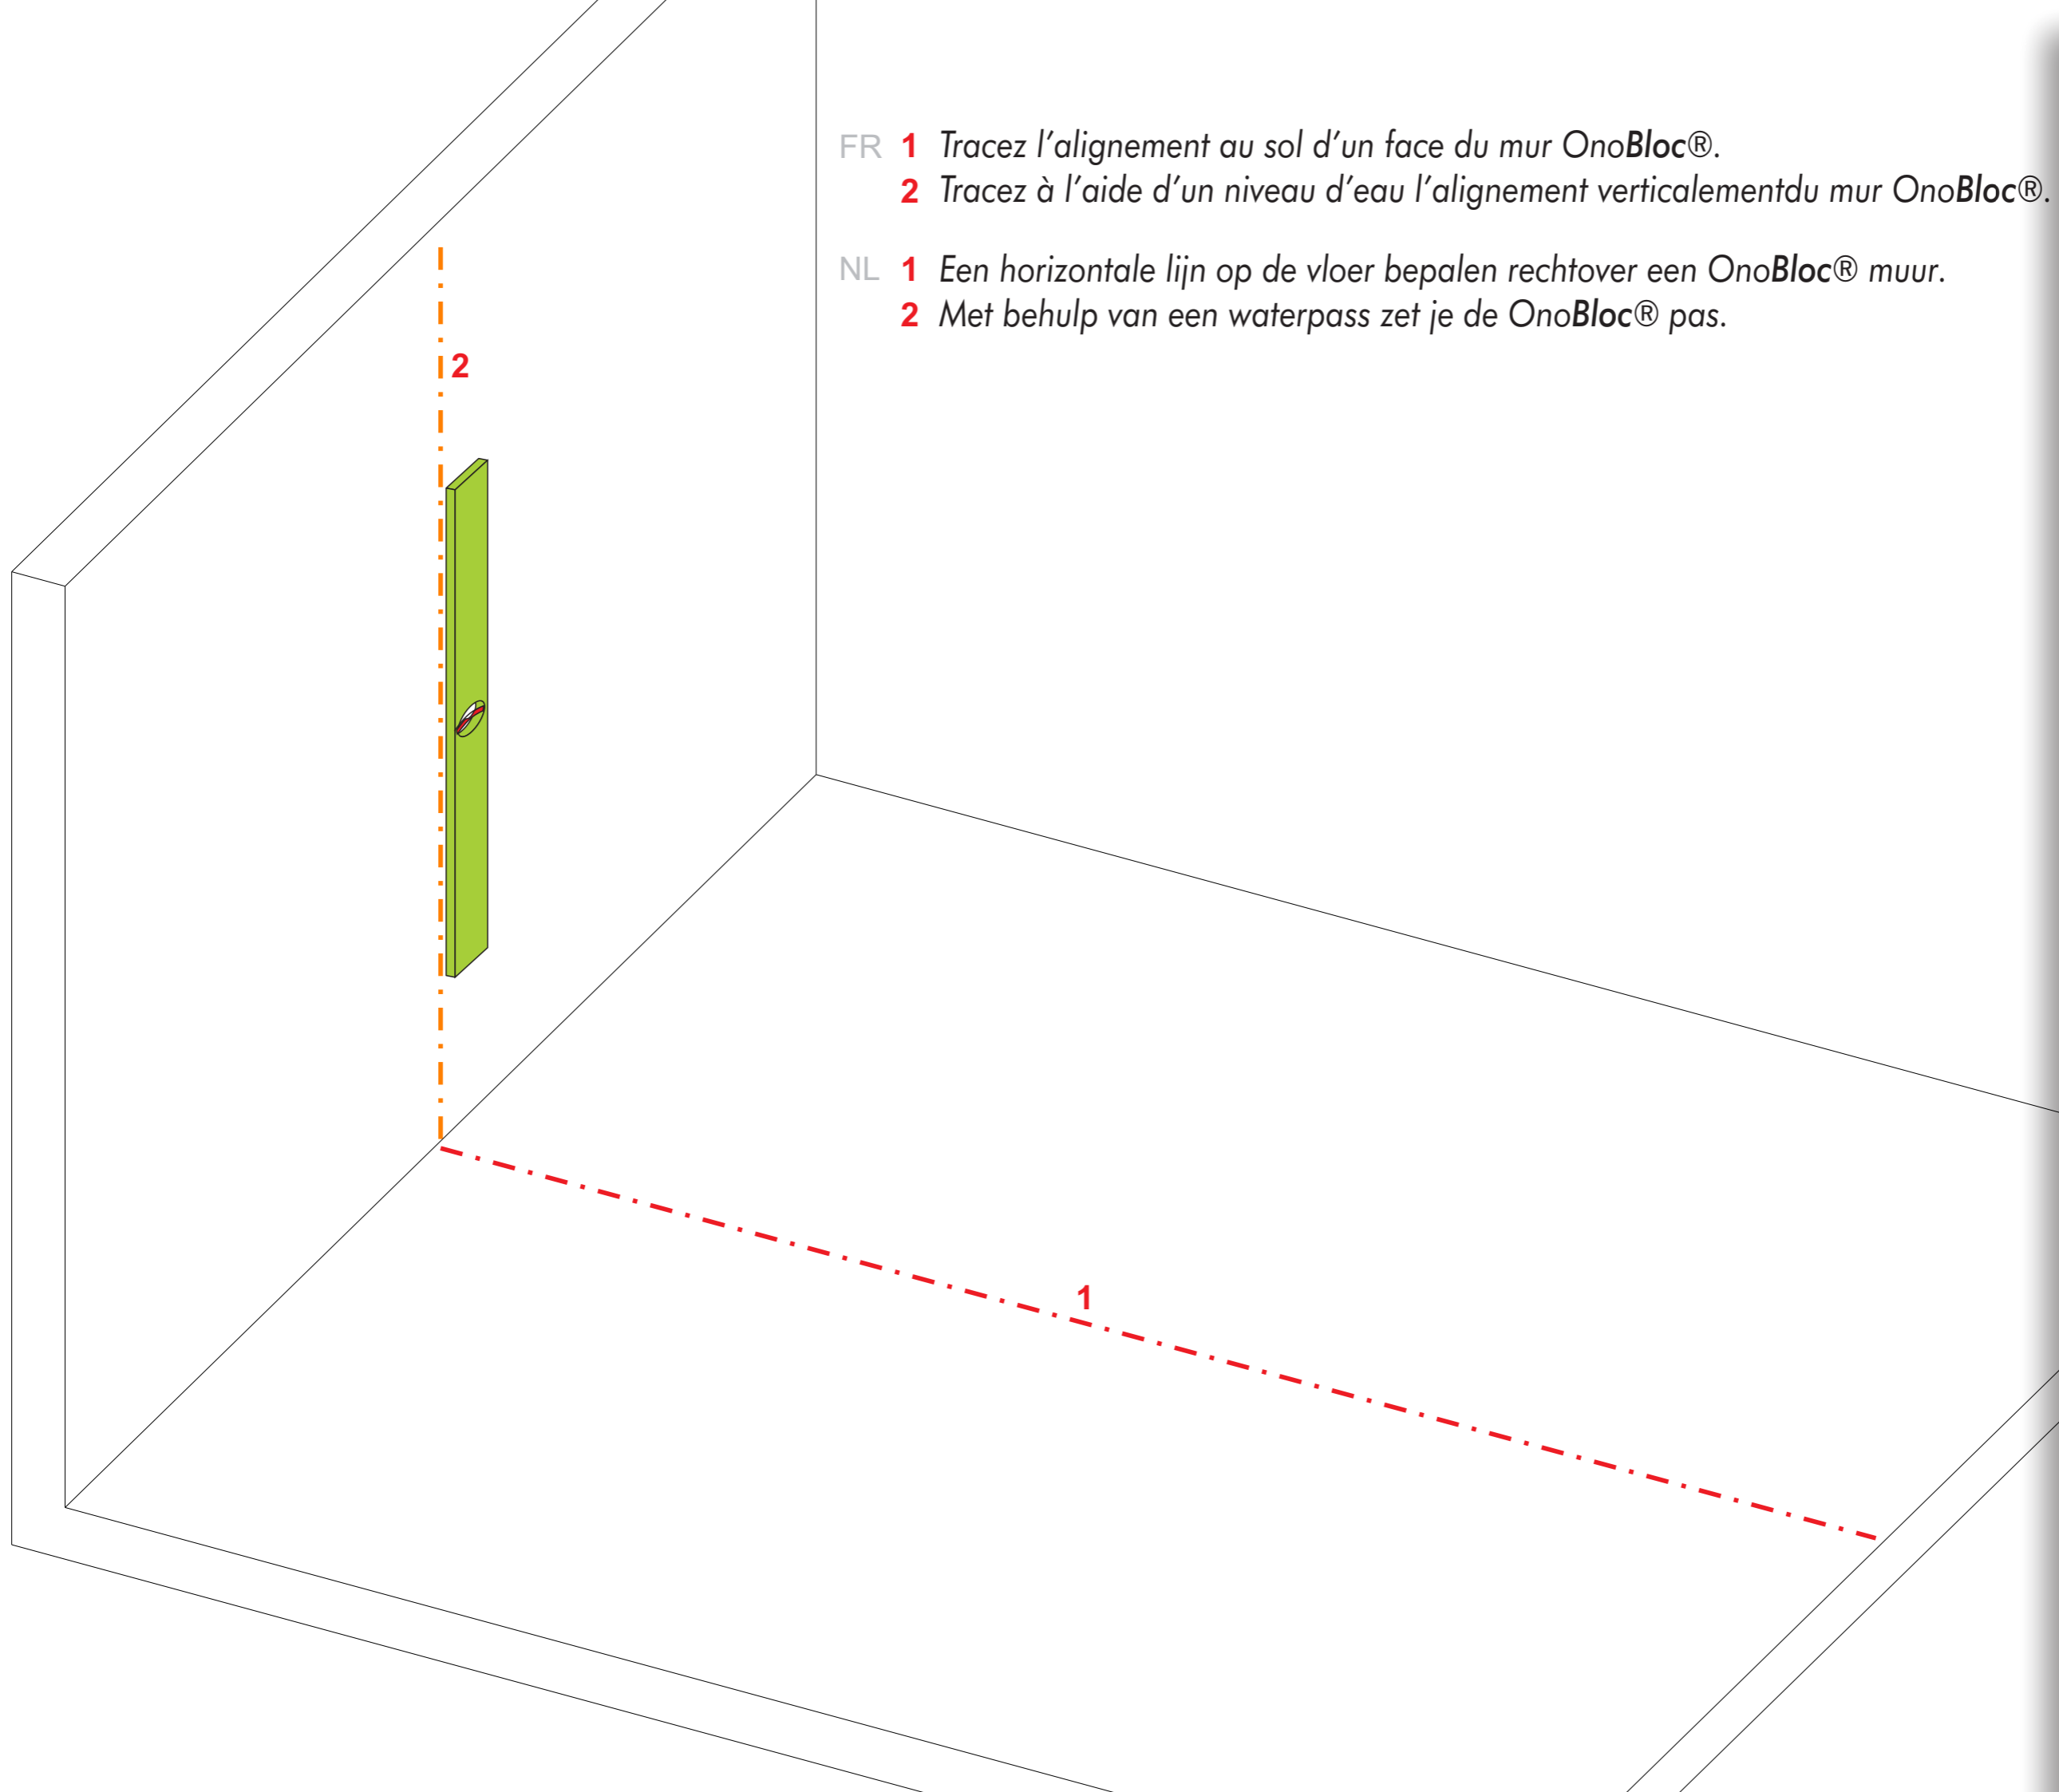 FR 1 Tracez l’alignement au sol d’un face du mur OnoBloc®.
2 Tracez à l’aide d’un niveau d’eau l’alignement verticalementdu mur OnoBloc®.
NL 1 Een horizontale lijn op de vloer bepalen rechtover een OnoBloc® muur.
2 Met behulp van een waterpass zet je de OnoBloc® pas.
2
1